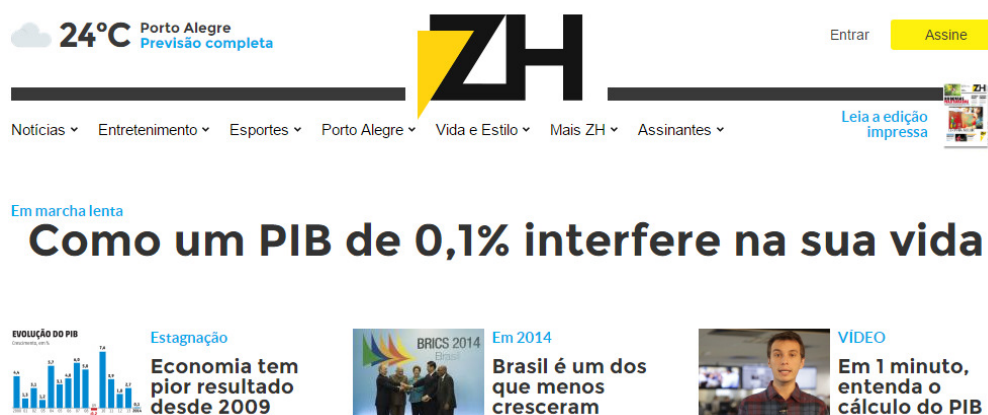 24ºC Porto Alegre
Previsão completa
ZH
Entrar
Assine
Notícias
Entretenimento
Esportes
Porto Alegre
Vida e Estilo
Mais ZH
Assinantes
Leia a edição
impressa
ZH
Em marcha lenta
Como um PIB de 0,1% interfere na sua vida
EVOLUÇÃO DO PIB
Estagnação
Economia tem
pior resultado
desde 2009
BRICS 2014
Brasil
Em 2014
Brasil é um dos
que menos
cresceram
VÍDEO
Em 1 minuto,
entenda o
cálculo do PIB